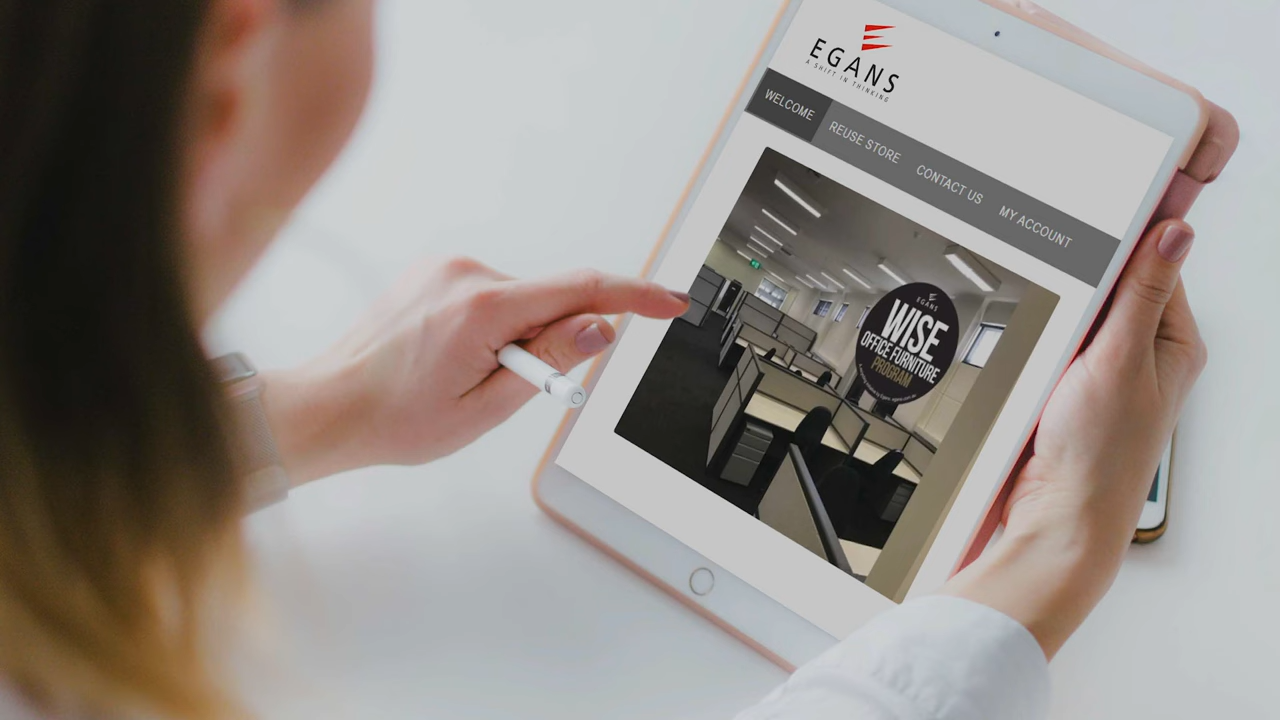 EGANS
A SHIFT IN THINKING
WELCOME
REUSE STORE
CONTACT US
MY ACCOUNT
EGANS
WISE
OFFICE FURNITURE
PROGRAM